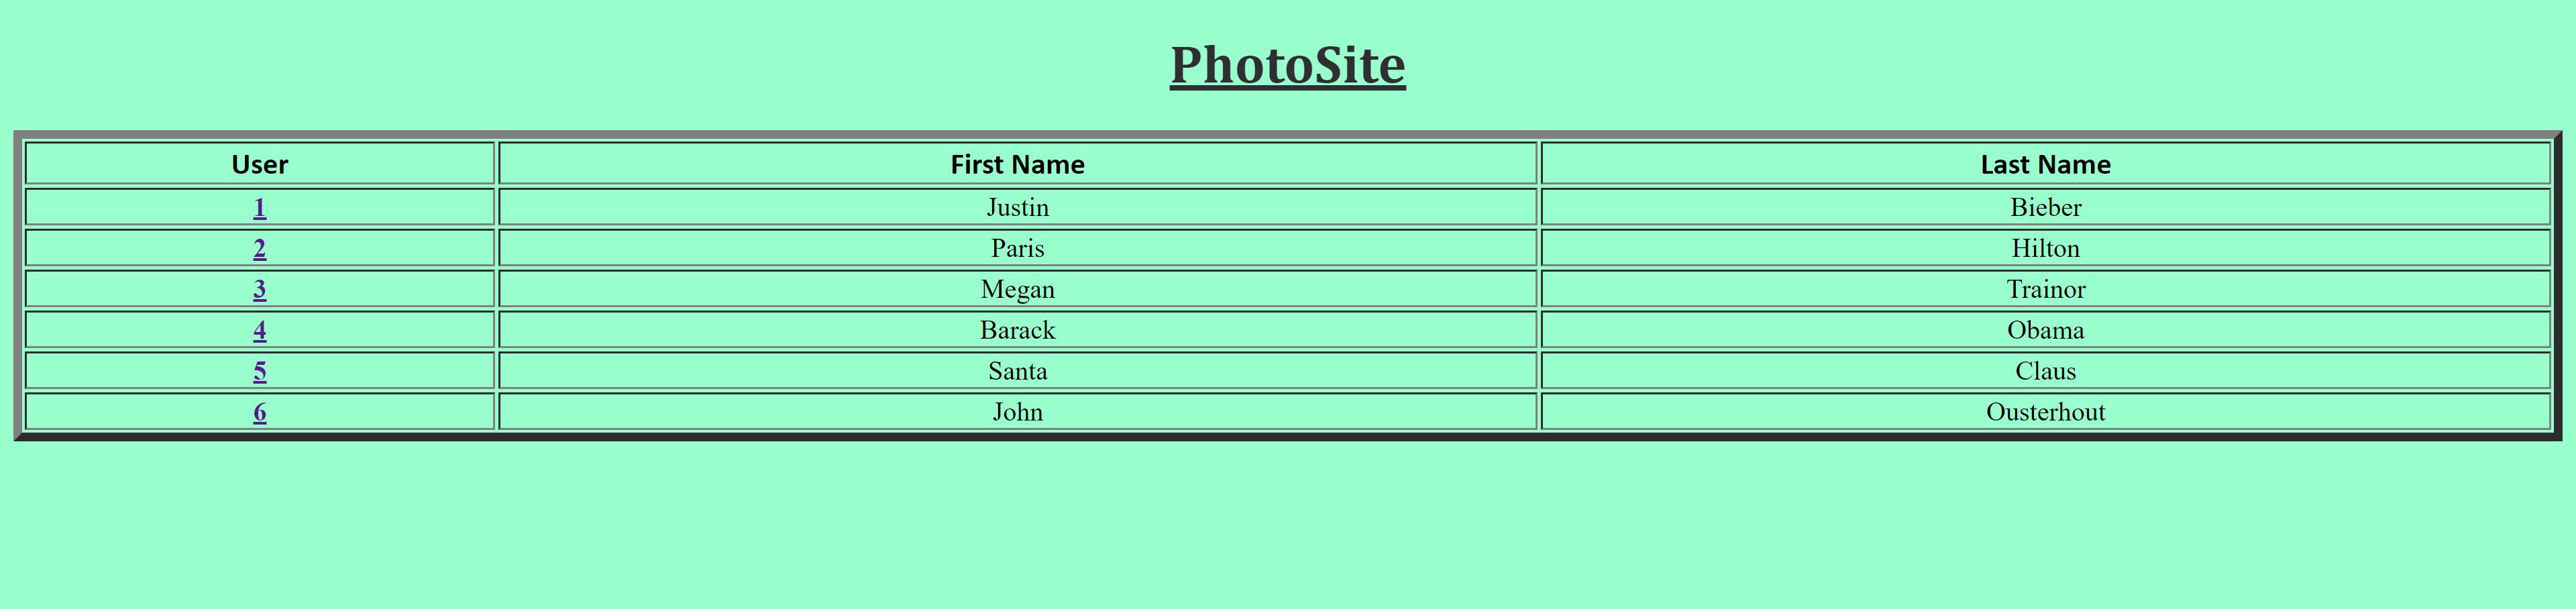 PhotoSite
User First Name Last Name
1 Justin Bieber
2 Paris Hilton
3 Megan Trainor
4 Barack Obama
5 Santa Claus
6 John Ousterhout